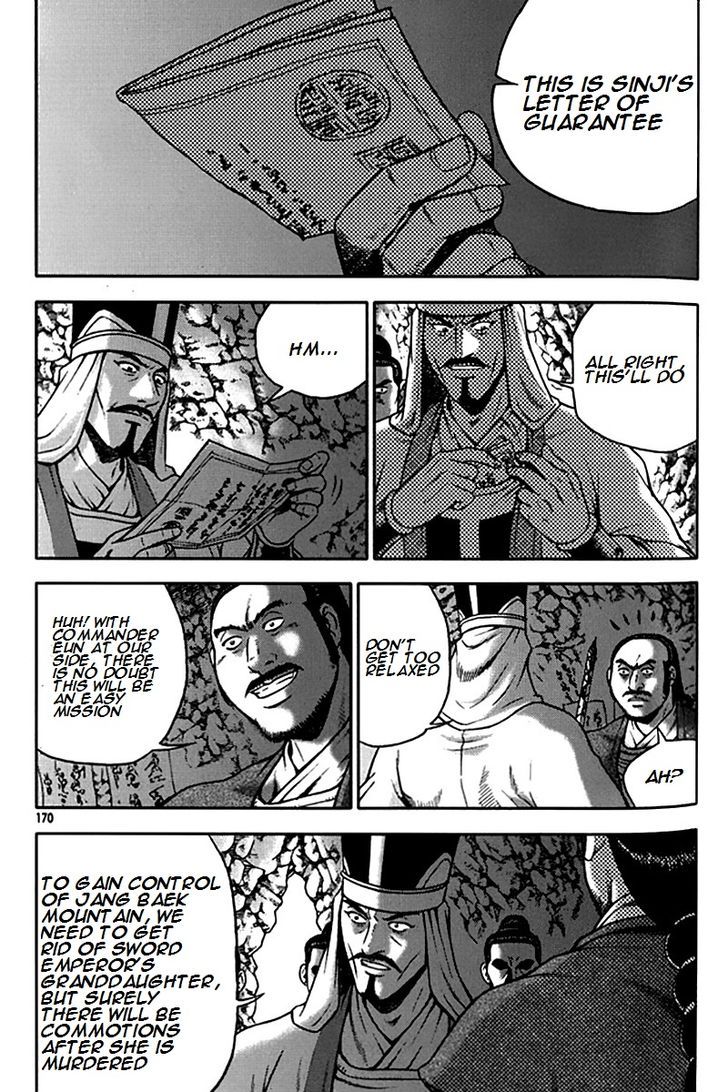 THIS IS SINJI'S
LETTER OF
GUARANTEE
HM...
ALL RIGHT,
THIS'LL DO
HUH! WITH
COMMANDER
EUN AT OUR
SIDE, THERE
IS NO DOUBT
THIS WILL BE
AN EASY
MISSION
DON'T
GET TOO
RELAXED
AH?
170
TO GAIN CONTROL
OF JANG BAEK
MOUNTAIN, WE
NEED TO GET
RID OF SWORD
EMPEROR'S
GRANDDAUGHTER,
BUT SURELY
THERE WILL BE
COMMOTIONS
AFTER SHE IS
MURDERED